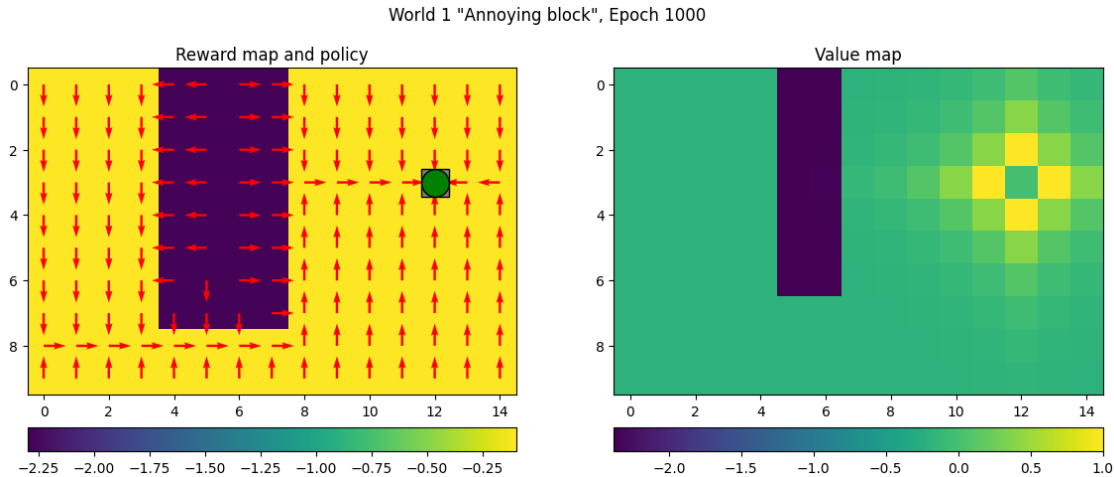 World 1 "Annoying block", Epoch 1000
Reward map and policy
Value map
0
2
4
6
8
0 2 4 6 8 10 12 14
−2.25 −2.00 −1.75 −1.50 −1.25 −1.00 −0.75 −0.50 −0.25
0
2
4
6
8
0 2 4 6 8 10 12 14
−2.0 −1.5 −1.0 −0.5 0.0 0.5 1.0